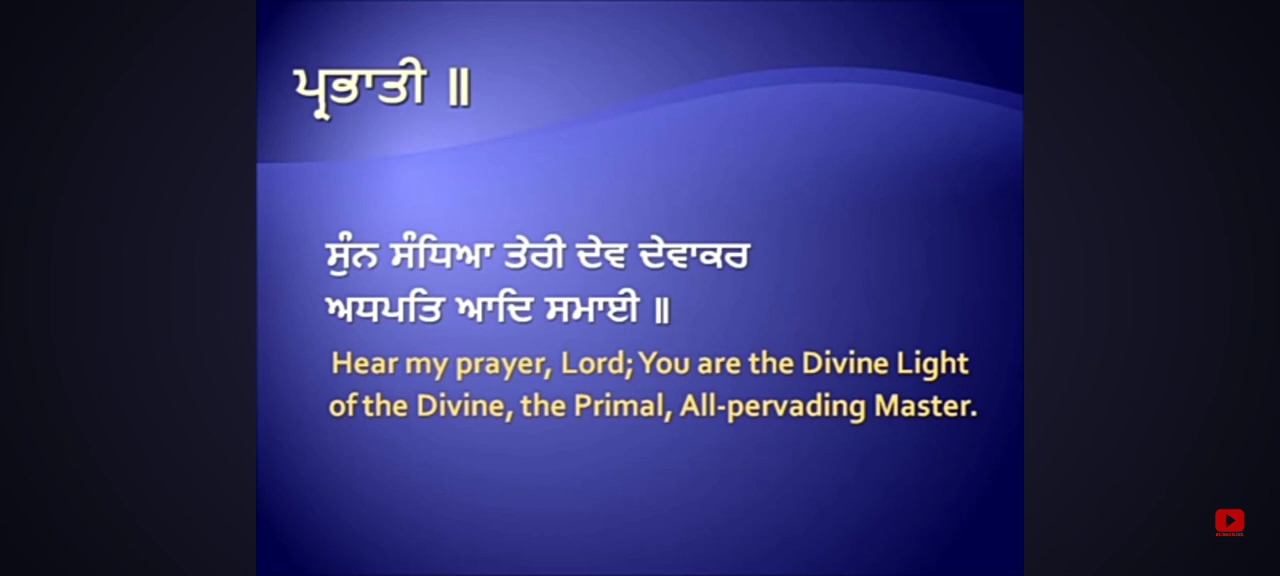 ਪ੍ਰਭਾਤੀ ॥
ਸੁੰਨ ਸੰਧਿਆ ਤੇਰੀ ਦੇਵ ਦੇਵਾਕਰ
ਅਧਪਤਿ ਆਦਿ ਸਮਾਈ ॥
Hear my prayer, Lord; You are the Divine Light
of the Divine, the Primal, All-pervading Master.